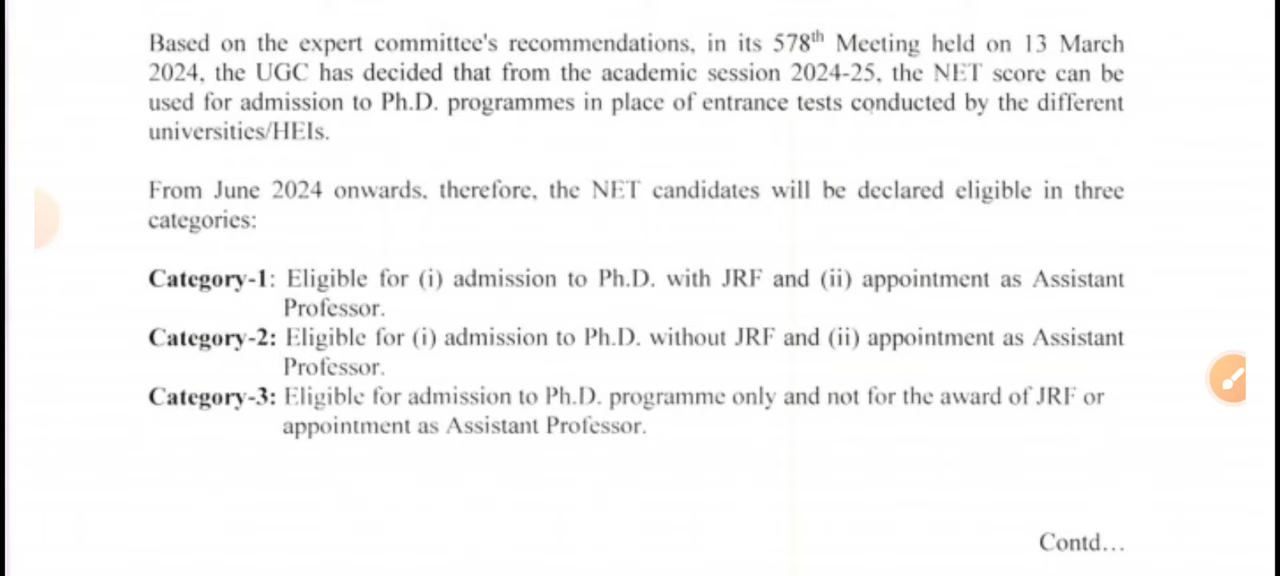 Based on the expert committee's recommendations, in its 578th Meeting held on 13 March
2024, the UGC has decided that from the academic session 2024-25, the NET score can be
used for admission to Ph.D. programmes in place of entrance tests conducted by the different
universities/HEIs.
From June 2024 onwards, therefore, the NET candidates will be declared eligible in three
categories:
Category-1: Eligible for (i) admission to Ph.D. with JRF and (ii) appointment as Assistant
Professor.
Category-2: Eligible for (i) admission to Ph.D. without JRF and (ii) appointment as Assistant
Professor.
Category-3: Eligible for admission to Ph.D. programme only and not for the award of JRF or
appointment as Assistant Professor.
Contd...